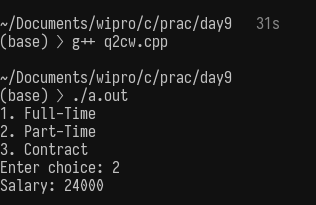 ~/Documents/wipro/c/prac/day9 31s
(base) > g++ q2cw.cpp
~/Documents/wipro/c/prac/day9
(base) > ./a.out
1. Full-Time
2. Part-Time
3. Contract
Enter choice: 2
Salary: 24000